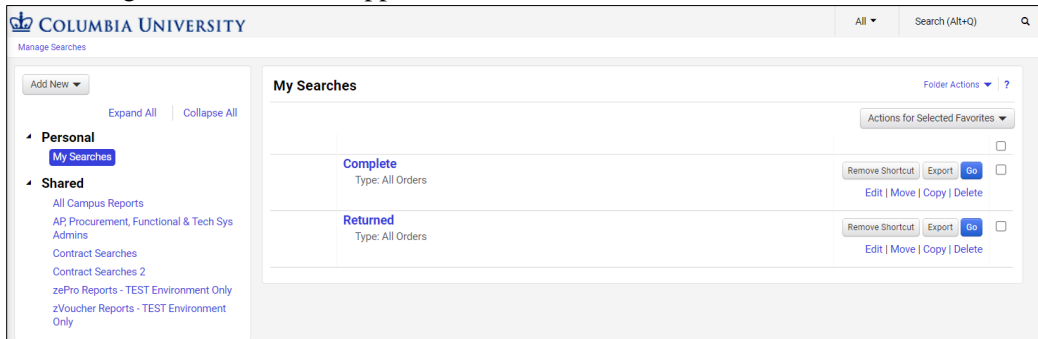 COLUMBIA UNIVERSITY
All
Search (Alt+Q)
Manage Searches
Add New
Expand All
Collapse All
Personal
My Searches
Shared
All Campus Reports
AP, Procurement, Functional & Tech Sys
Admins
Contract Searches
Contract Searches 2
zePro Reports - TEST Environment Only
zVoucher Reports - TEST Environment
Only
My Searches
Folder Actions
?
Actions for Selected Favorites
Complete
Type: All Orders
Remove Shortcut
Export
Go
Edit | Move | Copy | Delete
Returned
Type: All Orders
Remove Shortcut
Export
Go
Edit | Move | Copy | Delete